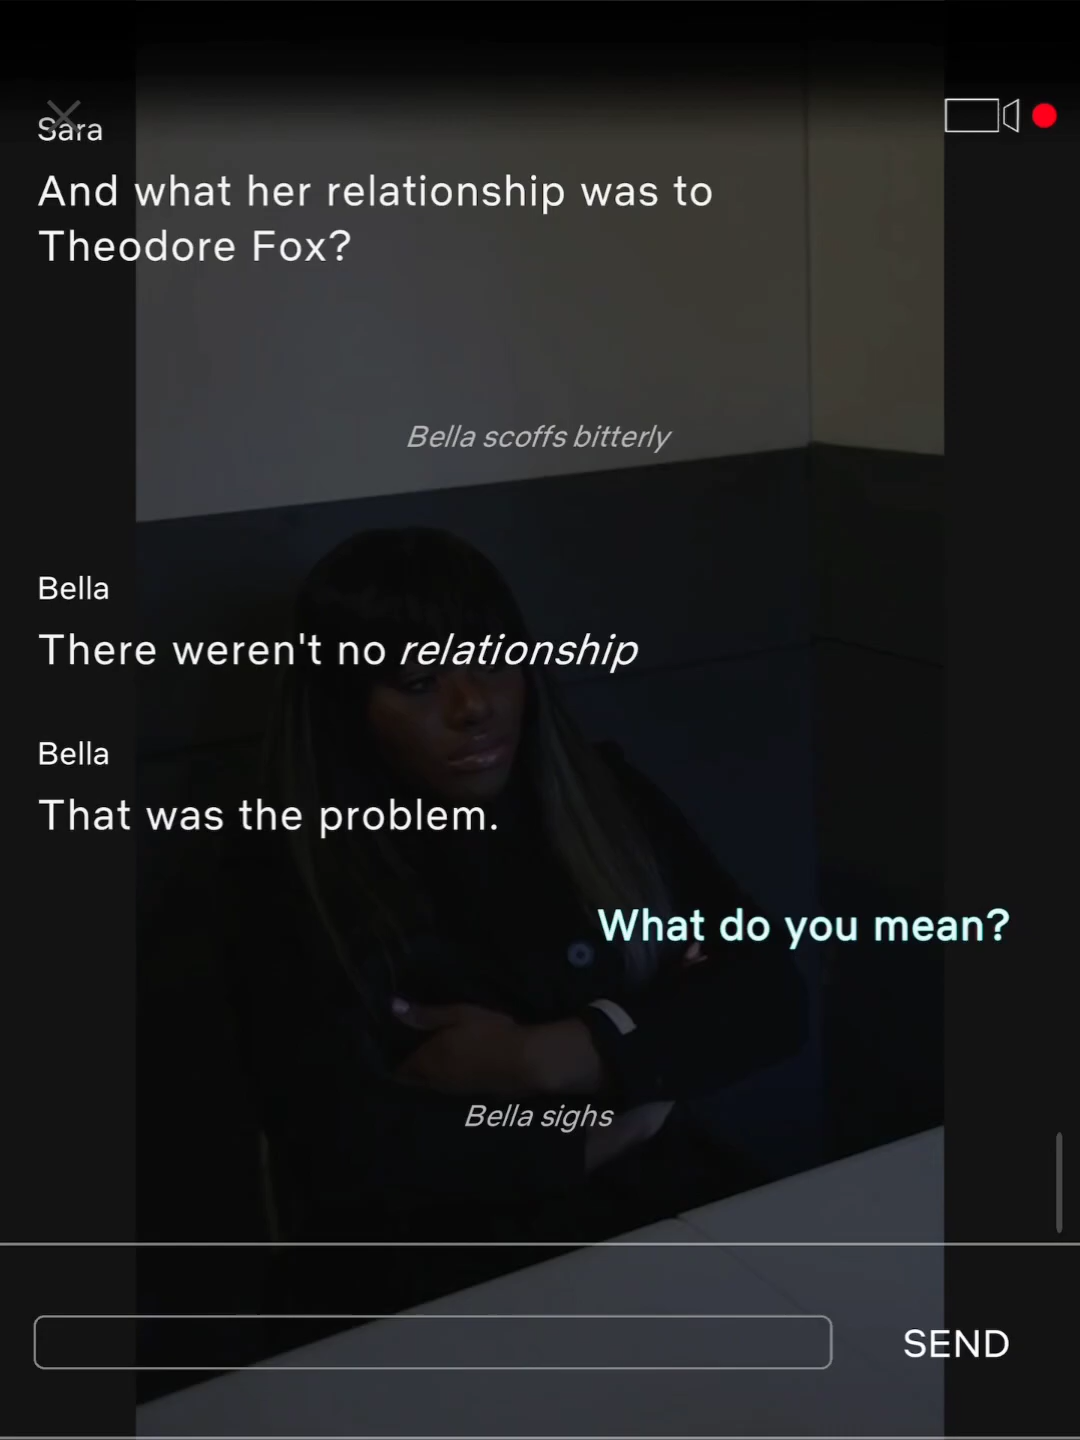 Sara
And what her relationship was to
Theodore Fox?
Bella scoffs bitterly
Bella
There weren't no relationship
Bella
That was the problem.
What do you mean?
Bella sighs
SEND